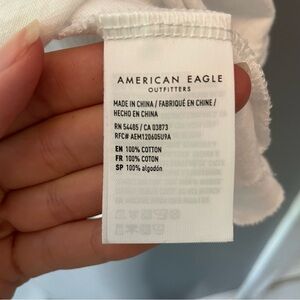 AMERICAN EAGLE
OUTFITTERS
MADE IN CHINA / FABRIQUÉ EN CHINE /
HECHO EN CHINA
RN 54485 / CA 03873
RFC# AEM120605U9A
EN 100% COTTON
FR 100% COTON
SP 100% algodón